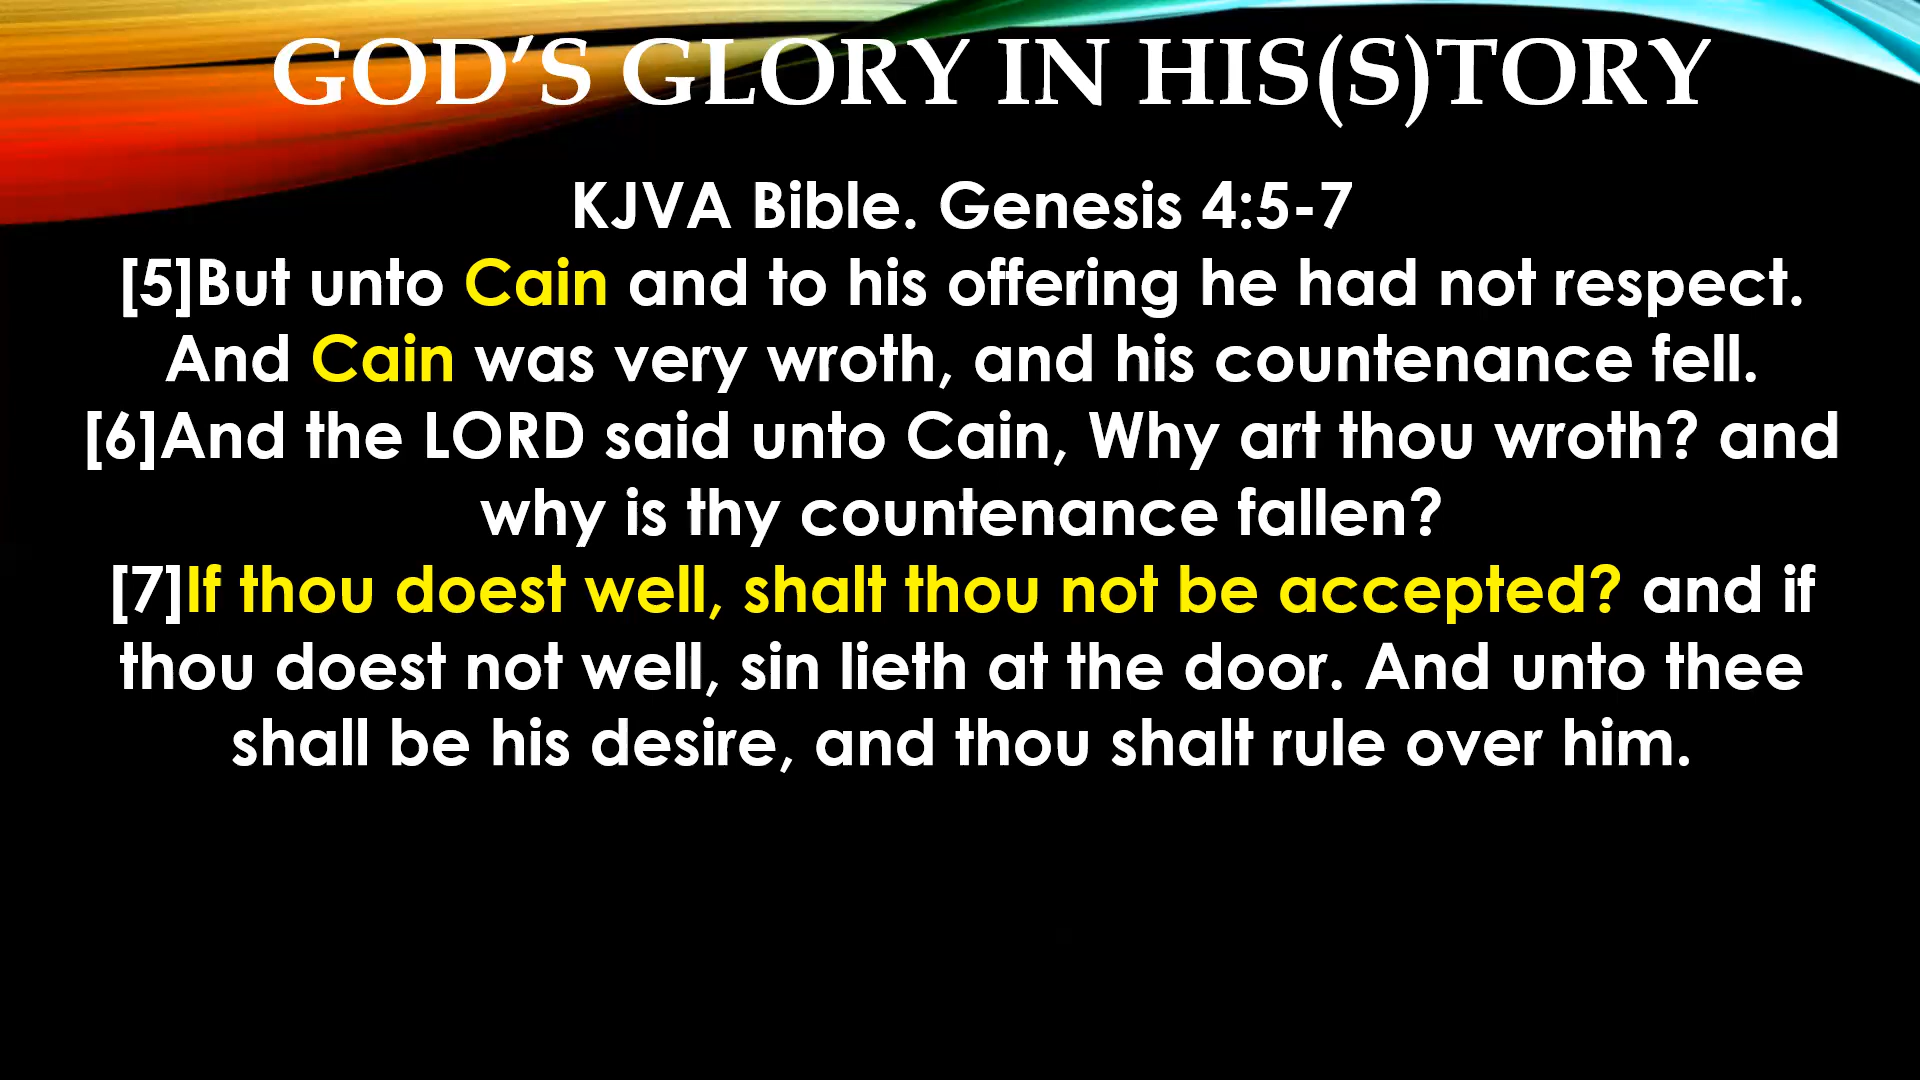 GOD’S GLORY IN HIS(S)TORY
KJVA Bible. Genesis 4:5-7
[5]But unto Cain and to his offering he had not respect.
And Cain was very wroth, and his countenance fell.
[6]And the LORD said unto Cain, Why art thou wroth? and
why is thy countenance fallen?
[7]If thou doest well, shalt thou not be accepted? and if
thou doest not well, sin lieth at the door. And unto thee
shall be his desire, and thou shalt rule over him.